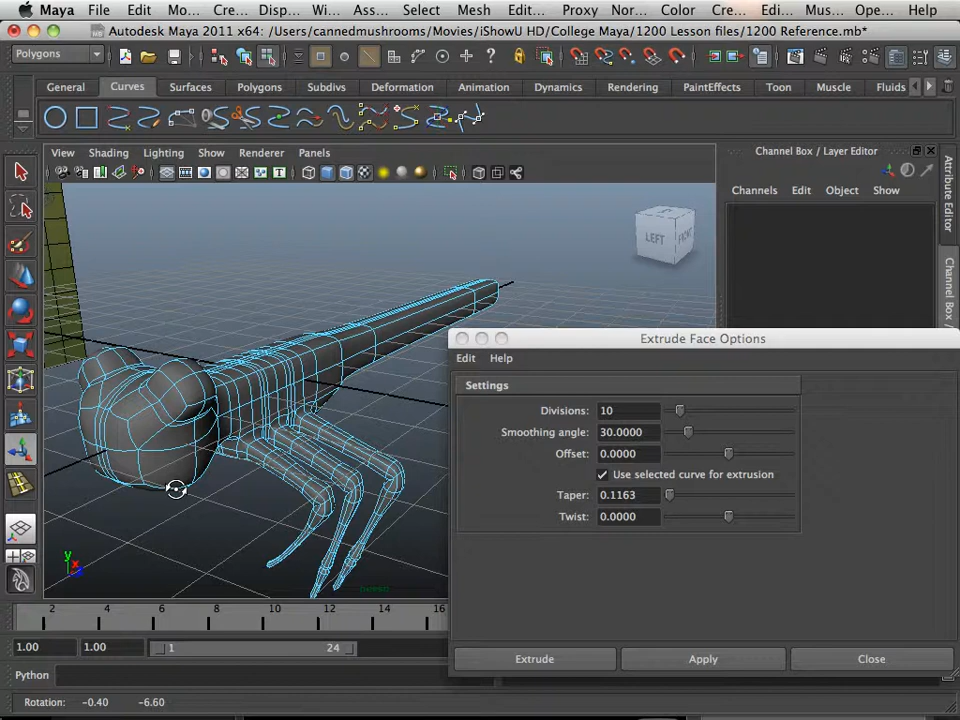 Maya File Edit Mo... Cre... Disp... Wi... Ass... Select Mesh Edit... Proxy Nor... Color Cre... Edi... Mus... Ope... Help
Autodesk Maya 2011 x64: /Users/cannedmushrooms/Movies/iShowU HD/College Maya/1200 Lesson files/1200 Reference.mb*
Polygons
General Curves Surfaces Polygons Subdivs Deformation Animation Dynamics Rendering PaintEffects Toon Muscle Fluids
View Shading Lighting Show Renderer Panels
Channel Box / Layer Editor
Channels Edit Object Show
Attribute Editor
Channel Box /
LEFT FRONT
Extrude Face Options
Edit Help
Settings
Divisions: 10
Smoothing angle: 30.0000
Offset: 0.0000
Use selected curve for extrusion
Taper: 0.1163
Twist: 0.0000
Extrude Apply Close
y
x
persp
2 4 6 8 10 12 14 16
1.00 1.00 1 24
Python
Rotation: -0.40 -6.60